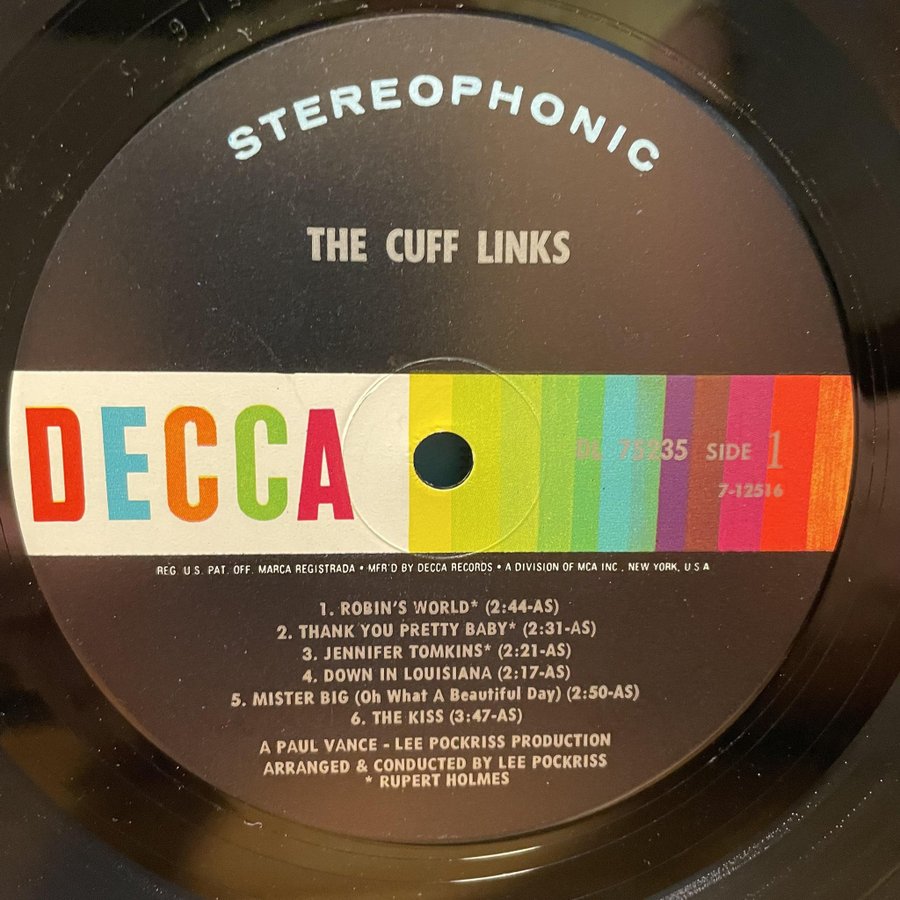 STEREOPHONIC
THE CUFF LINKS
DECCA
DL 75235 SIDE 1
7-12516
REG. U.S. PAT. OFF. MARCA REGISTRADA • MFR'D BY DECCA RECORDS • A DIVISION OF MCA INC., NEW YORK, U.S.A
1. ROBIN'S WORLD* (2:44-AS)
2. THANK YOU PRETTY BABY* (2:31-AS)
3. JENNIFER TOMKINS* (2:21-AS)
4. DOWN IN LOUISIANA (2:17-AS)
5. MISTER BIG (Oh What A Beautiful Day) (2:50-AS)
6. THE KISS (3:47-AS)
A PAUL VANCE - LEE POCKRISS PRODUCTION
ARRANGED & CONDUCTED BY LEE POCKRISS
* RUPERT HOLMES